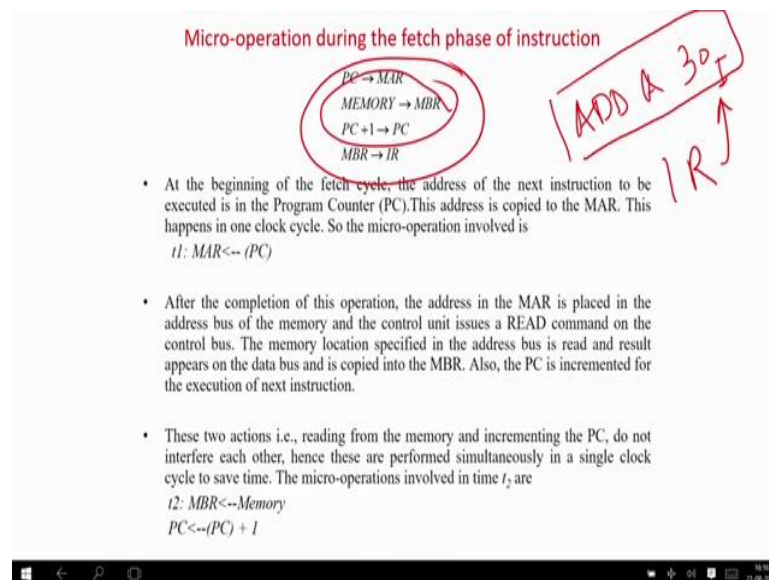 Micro-operation during the fetch phase of instruction
PC → MAR
MEMORY → MBR
PC +1 → PC
MBR → IR
ADD A 30
IR
• At the beginning of the fetch cycle, the address of the next instruction to be
executed is in the Program Counter (PC).This address is copied to the MAR. This
happens in one clock cycle. So the micro-operation involved is
t1: MAR<-- (PC)
• After the completion of this operation, the address in the MAR is placed in the
address bus of the memory and the control unit issues a READ command on the
control bus. The memory location specified in the address bus is read and result
appears on the data bus and is copied into the MBR. Also, the PC is incremented for
the execution of next instruction.
• These two actions i.e., reading from the memory and incrementing the PC, do not
interfere each other, hence these are performed simultaneously in a single clock
cycle to save time. The micro-operations involved in time t2 are
t2: MBR<--Memory
PC<--(PC) + 1